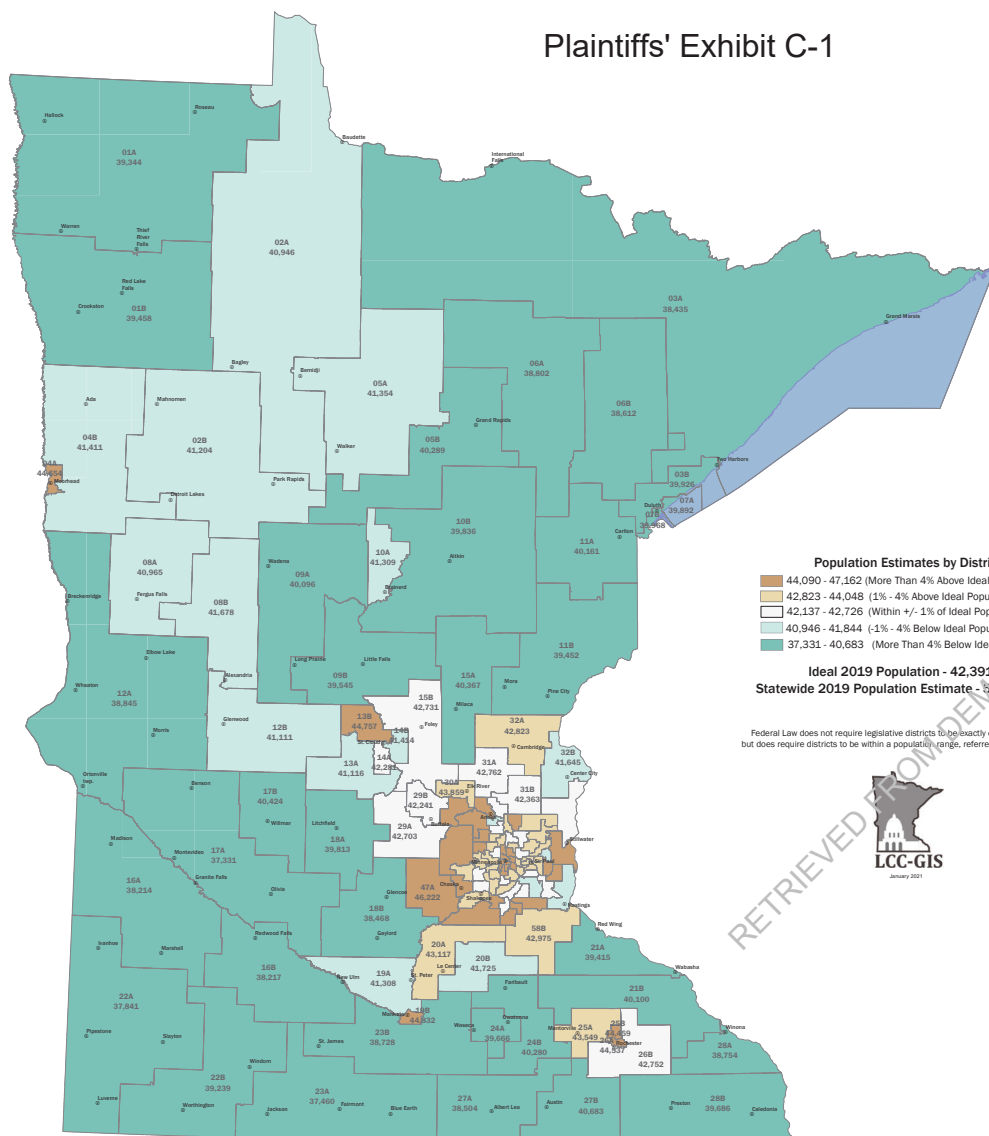 Plaintiffs' Exhibit C-1
Hallock
Roseau
Baudette
International
Falls
01A
39,344
Warren
Thief
River
Falls
02A
40,946
Red Lake
Falls
Crookston
01B
39,458
03A
38,435
Grand Marais
Bagley
Bemidji
05A
41,354
06A
38,802
06B
38,612
Ada
Mahnomen
04B
41,411
02B
41,204
Walker
Grand Rapids
05B
40,289
Two Harbors
03B
39,926
Moorhead
Detroit Lakes
Park Rapids
07A
39,892
Duluth
10B
39,836
Aitkin
11A
40,161
Carlton
08A
40,965
Fergus Falls
Wadena
09A
40,096
10A
41,309
Brainerd
Breckenridge
08B
41,678
Elbow Lake
Long Prairie
Little Falls
11B
39,452
Wheaton
12A
38,845
Alexandria
09B
39,545
15A
40,367
Mora
Pine City
Morris
Glenwood
12B
41,111
13B
44,757
15B
42,731
Foley
Milaca
32A
42,823
Cambridge
14B
41,414
14A
13A
41,116
31A
42,762
32B
41,645
Center City
Ortonville
Benson
17B
40,424
Willmar
Litchfield
18A
39,813
29B
42,241
Buffalo
29A
42,703
43,859
Elk River
31B
42,363
Stillwater
Madison
Montevideo
17A
37,331
Granite Falls
16A
38,214
Olivia
Glencoe
47A
46,222
Chaska
Shakopee
Minneapolis
St Paul
Hastings
18B
38,468
Gaylord
Ivanhoe
Marshall
Redwood Falls
16B
38,217
New Ulm
19A
41,308
St. Peter
20A
43,117
Le Center
20B
41,725
58B
42,975
Red Wing
21A
39,415
Wabasha
22A
37,841
Faribault
21B
40,100
Mankato
19B
44,832
Pipestone
Slayton
St. James
23B
38,728
Waseca
24A
39,666
Owatonna
24B
40,280
Mantorville
25A
43,549
25B
Rochester
26B
42,752
Winona
28A
38,754
Windom
22B
39,239
Luverne
Worthington
Jackson
23A
37,460
Fairmont
Blue Earth
27A
38,504
Albert Lea
Austin
27B
40,683
Preston
28B
39,686
Caledonia
Population Estimates by Distri
44,090 - 47,162 (More Than 4% Above Ideal
42,823 - 44,048 (1% - 4% Above Ideal Popu
42,137 - 42,726 (Within +/- 1% of Ideal Pop
40,946 - 41,844 (-1% - 4% Below Ideal Popu
37,331 - 40,683 (More Than 4% Below Ide
Ideal 2019 Population - 42,391
Statewide 2019 Population Estimate - 5
Federal Law does not require legislative districts to be exactly
but does require districts to be within a population range, referre
LCC-GIS
January 2021
RETRIEVED FROM DEM